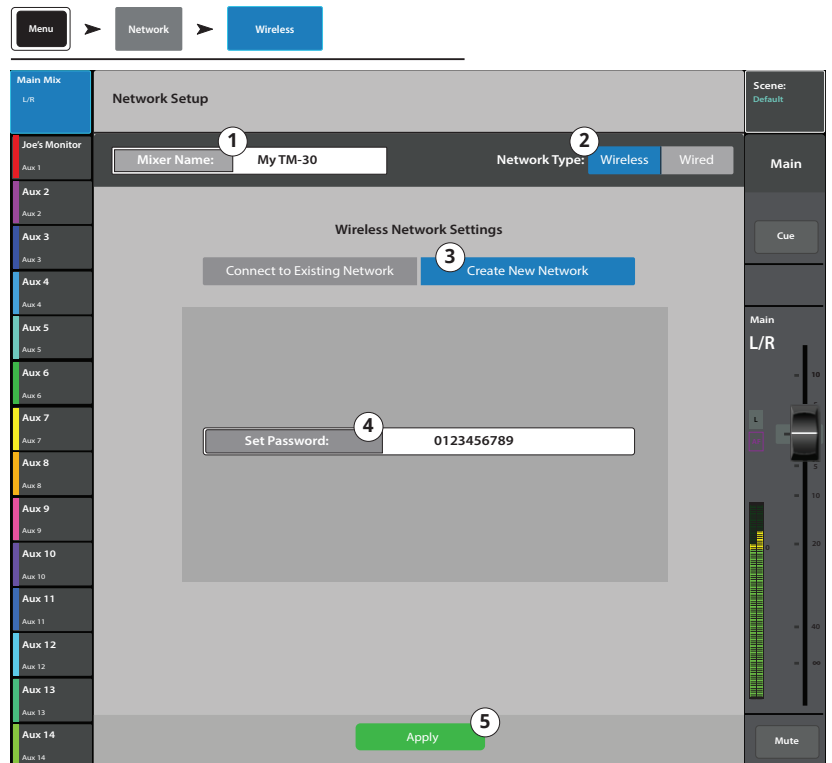 Menu Network Wireless
Main Mix
L/R
Network Setup
Scene:
Default
1
Mixer Name: My TM-30
2
Network Type: Wireless Wired
Main
Joe's Monitor
Aux 1
Aux 2
Aux 2
Aux 3
Aux 3
Aux 4
Aux 4
Aux 5
Aux 5
Aux 6
Aux 6
Aux 7
Aux 7
Aux 8
Aux 8
Aux 9
Aux 9
Aux 10
Aux 10
Aux 11
Aux 11
Aux 12
Aux 12
Aux 13
Aux 13
Aux 14
Aux 14
Wireless Network Settings
3
Connect to Existing Network Create New Network
4
Set Password: 0123456789
5
Apply
Cue
Main
L/R
10
L
5
10
0
20
40
∞
Mute